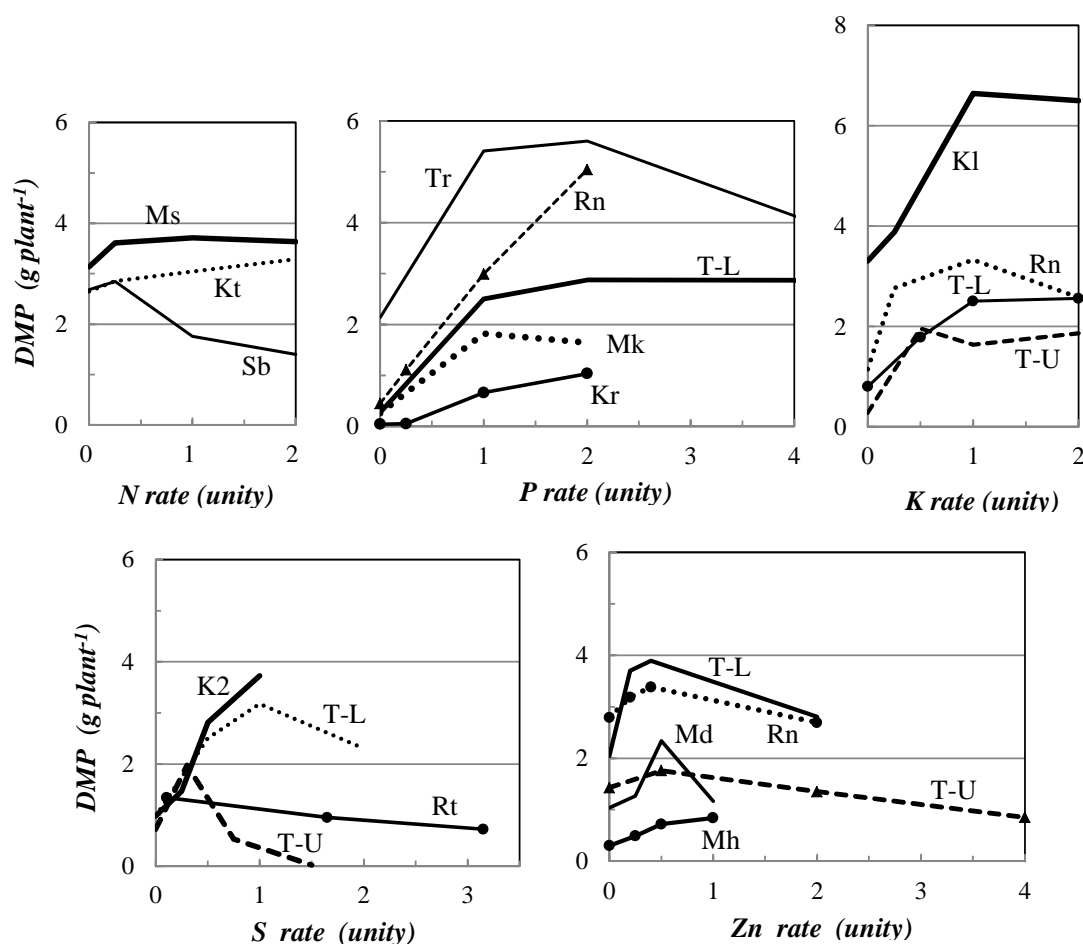 8
6
4
2
0
0
1
2
Kl
Rn
T-L
T-U
K rate (unity)
DMP (g plant-1)
6
4
2
0
0
1
2
Ms
Kt
Sb
N rate (unity)
6
4
2
0
0
1
2
3
4
Tr
Rn
T-L
Mk
Kr
P rate (unity)
DMP (g plant-1)
6
4
2
0
0
1
2
3
K2
T-L
Rt
T-U
S rate (unity)
6
4
2
0
0
1
2
3
4
T-L
Rn
Md
T-U
Mh
Zn rate (unity)